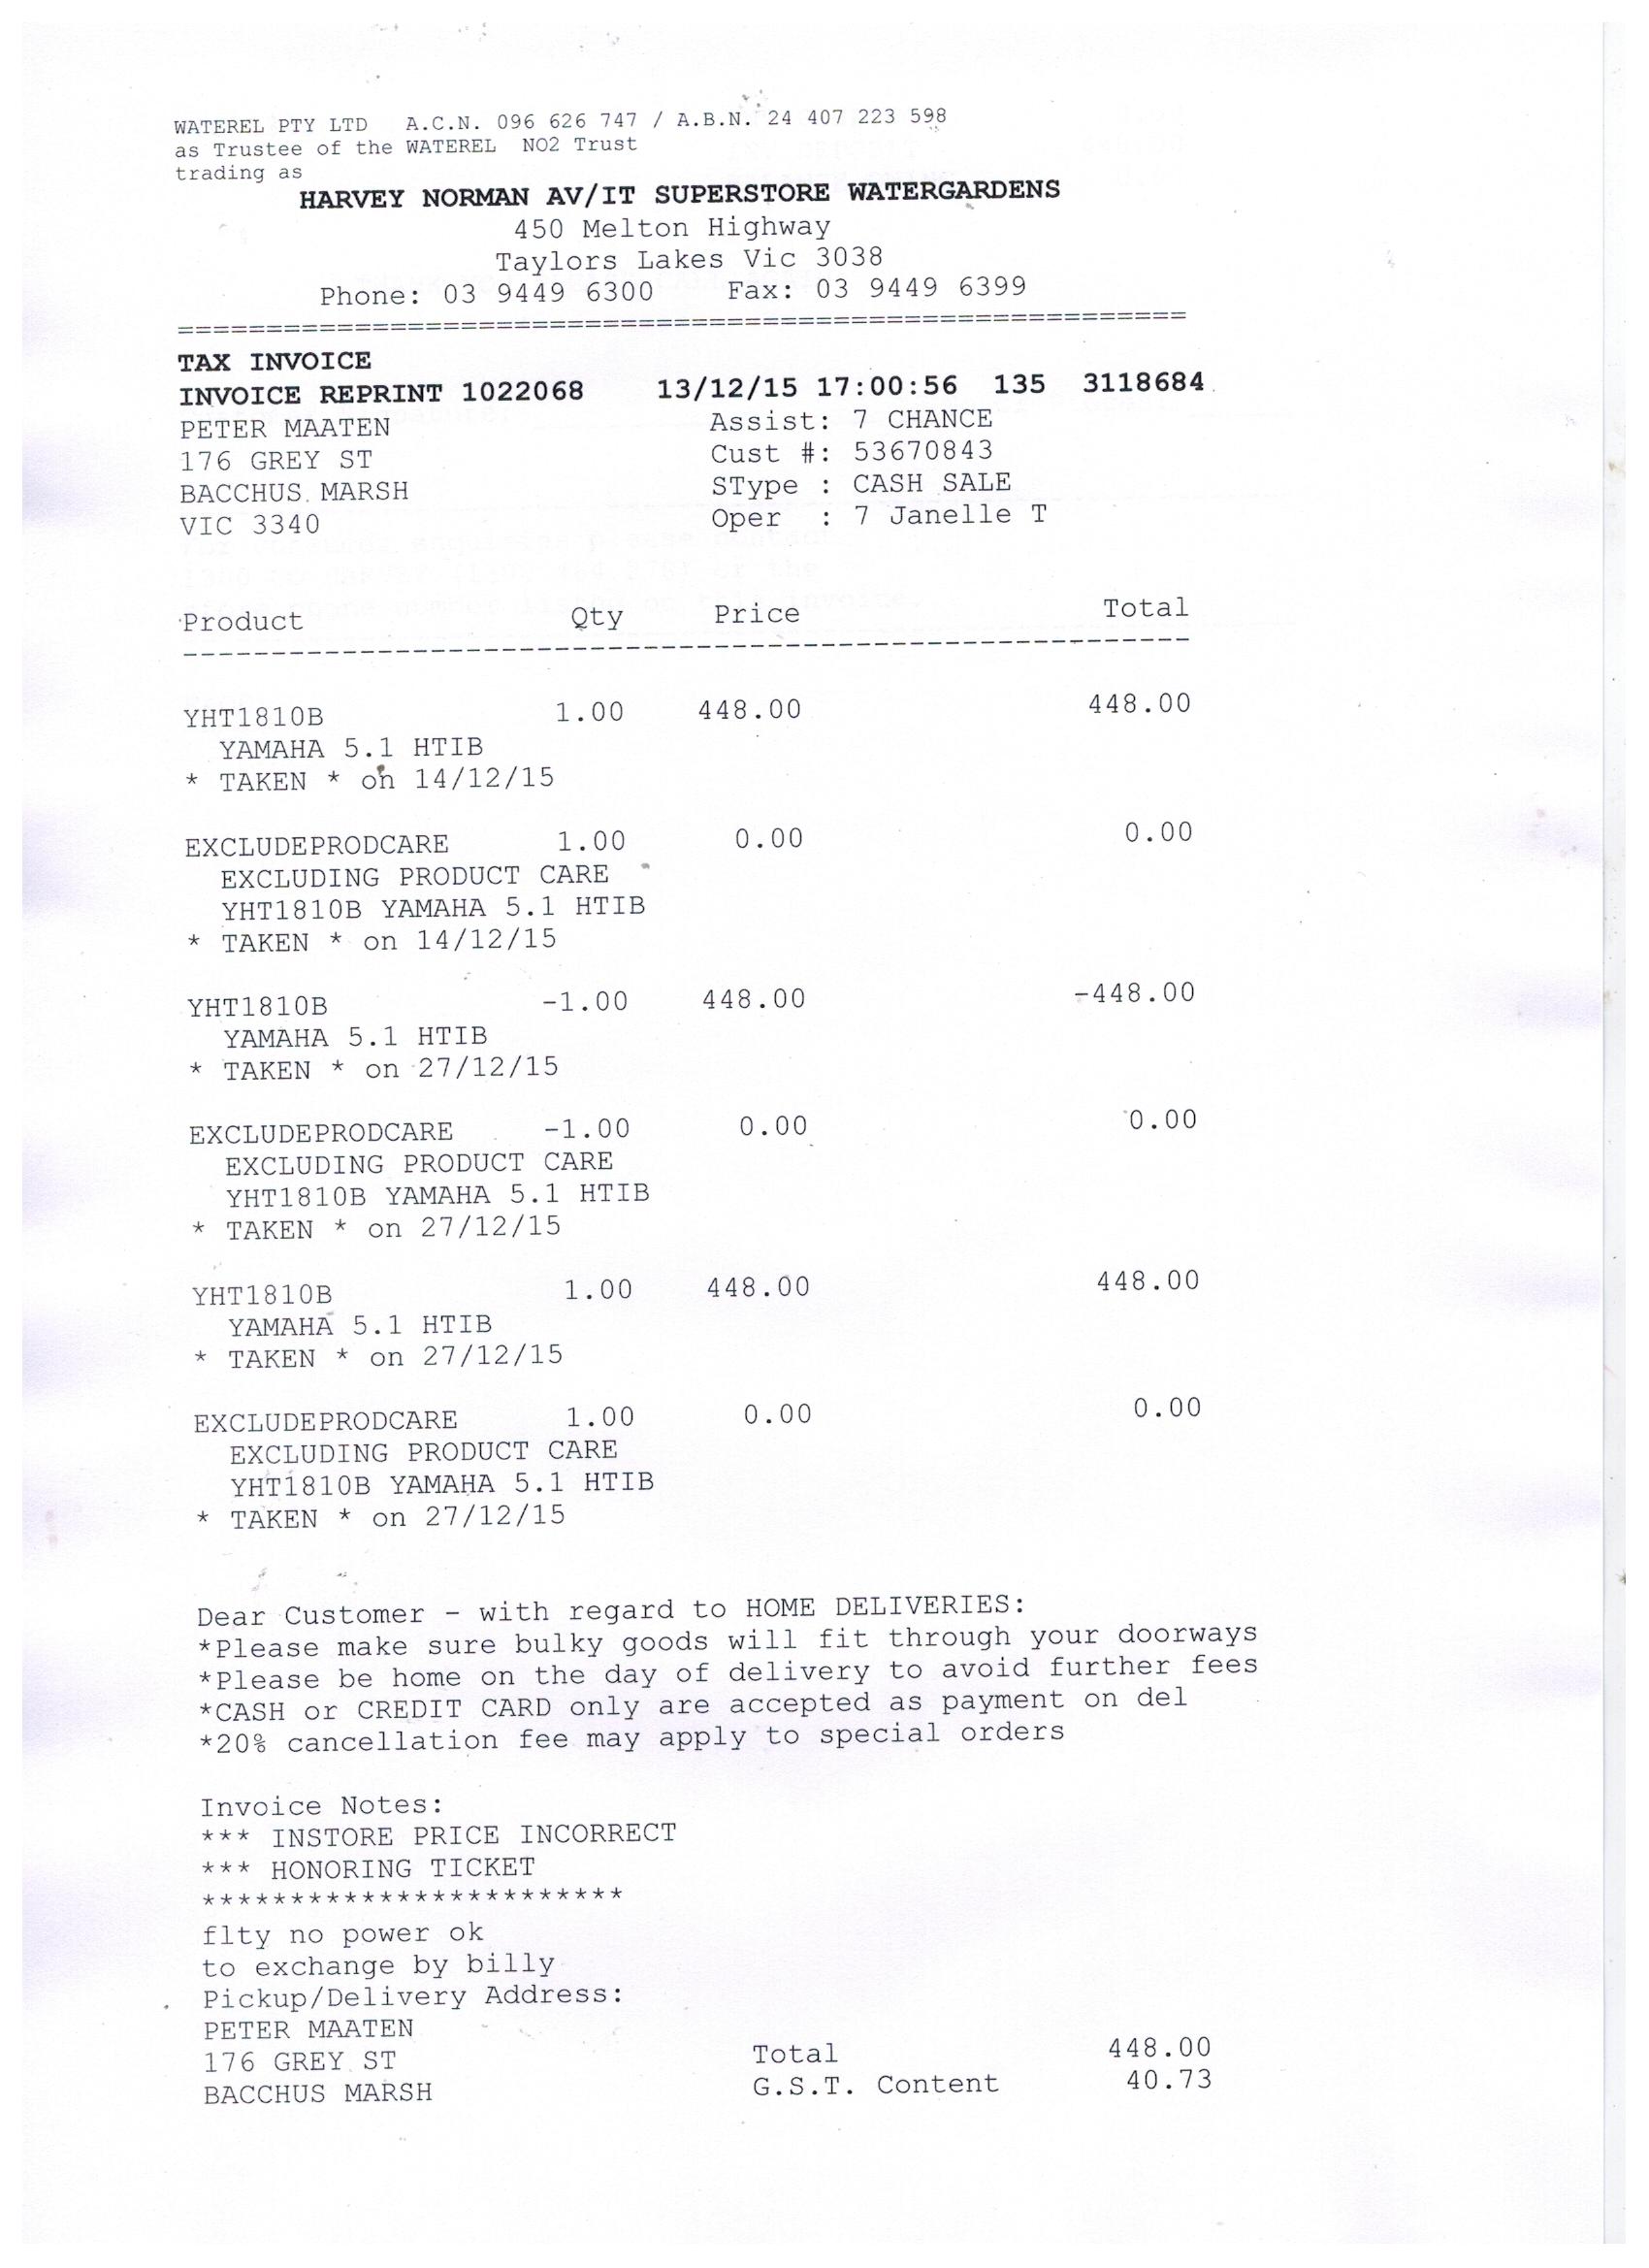 WATEREL PTY LTD A.C.N. 096 626 747 / A.B.N. 24 407 223 598
as Trustee of the WATEREL NO2 Trust
trading as
HARVEY NORMAN AV/IT SUPERSTORE WATERGARDENS
450 Melton Highway
Taylors Lakes Vic 3038
Phone: 03 9449 6300 Fax: 03 9449 6399
=========================================================
TAX INVOICE
INVOICE REPRINT 1022068 13/12/15 17:00:56 135 3118684
PETER MAATEN Assist: 7 CHANCE
176 GREY ST Cust #: 53670843
BACCHUS MARSH SType : CASH SALE
VIC 3340 Oper : 7 Janelle T
Product Qty Price Total
---------------------------------------------------------
YHT1810B 1.00 448.00 448.00
YAMAHA 5.1 HTIB
* TAKEN * on 14/12/15
EXCLUDEPRODCARE 1.00 0.00 0.00
EXCLUDING PRODUCT CARE
YHT1810B YAMAHA 5.1 HTIB
* TAKEN * on 14/12/15
YHT1810B -1.00 448.00 -448.00
YAMAHA 5.1 HTIB
* TAKEN * on 27/12/15
EXCLUDEPRODCARE -1.00 0.00 0.00
EXCLUDING PRODUCT CARE
YHT1810B YAMAHA 5.1 HTIB
* TAKEN * on 27/12/15
YHT1810B 1.00 448.00 448.00
YAMAHA 5.1 HTIB
* TAKEN * on 27/12/15
EXCLUDEPRODCARE 1.00 0.00 0.00
EXCLUDING PRODUCT CARE
YHT1810B YAMAHA 5.1 HTIB
* TAKEN * on 27/12/15
Dear Customer - with regard to HOME DELIVERIES:
*Please make sure bulky goods will fit through your doorways
*Please be home on the day of delivery to avoid further fees
*CASH or CREDIT CARD only are accepted as payment on del
*20% cancellation fee may apply to special orders
Invoice Notes:
*** INSTORE PRICE INCORRECT
*** HONORING TICKET
************************
flty no power ok
to exchange by billy
Pickup/Delivery Address:
PETER MAATEN
176 GREY ST Total 448.00
BACCHUS MARSH G.S.T. Content 40.73